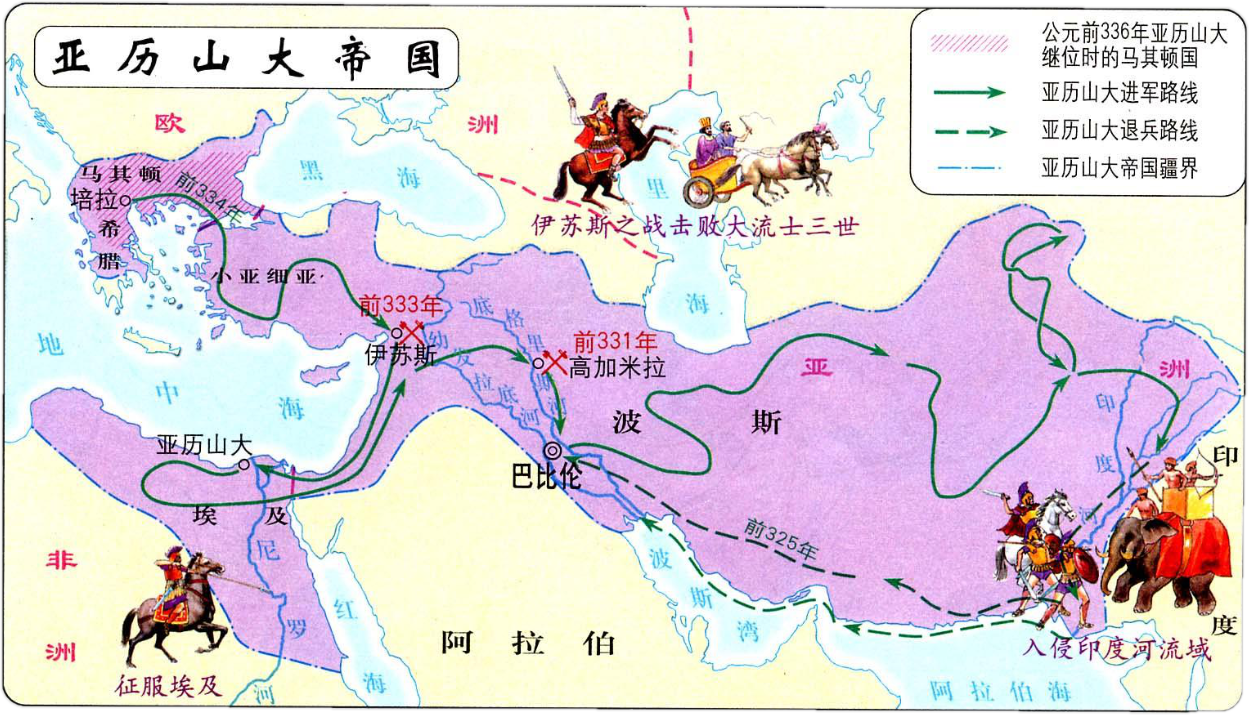 亚历山大帝国
公元前336年亚历山大
继位时的马其顿国
亚历山大进军路线
亚历山大退兵路线
亚历山大帝国疆界
欧
洲
马其顿
培拉
前334年
希
腊
黑
海
里
海
伊苏斯之战击败大流士三世
小亚细亚
前333年
伊苏斯
底
格
里
斯
河
幼
发
拉
底
河
前331年
高加米拉
地
中
海
亚
洲
波
斯
亚历山大
巴比伦
印
度
河
印
度
埃
及
尼
罗
河
前325年
非
洲
红
海
波
斯
湾
阿拉伯
征服埃及
入侵印度河流域
阿拉伯海